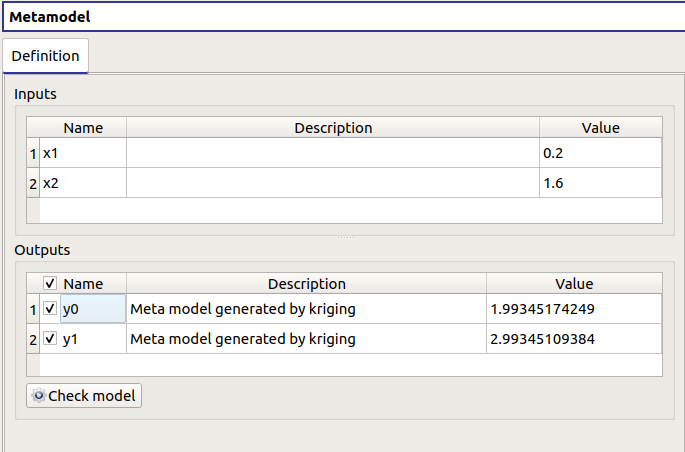 Metamodel
Definition
Inputs
Name Description Value
1 x1 0.2
2 x2 1.6
Outputs
Name Description Value
1 y0 Meta model generated by kriging 1.99345174249
2 y1 Meta model generated by kriging 2.99345109384
Check model